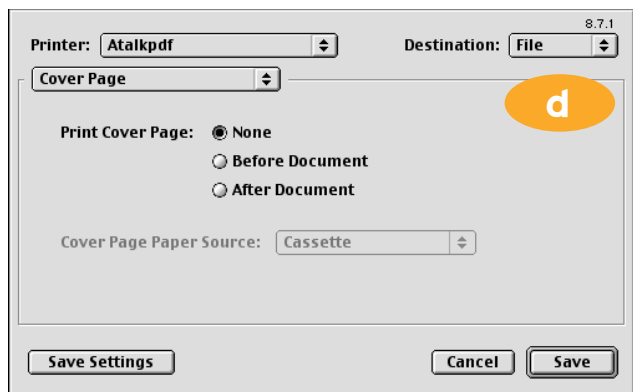 8.7.1
Printer: Atalkpdf Destination: File
Cover Page
d
Print Cover Page: None
Before Document
After Document
Cover Page Paper Source: Cassette
Save Settings Cancel Save